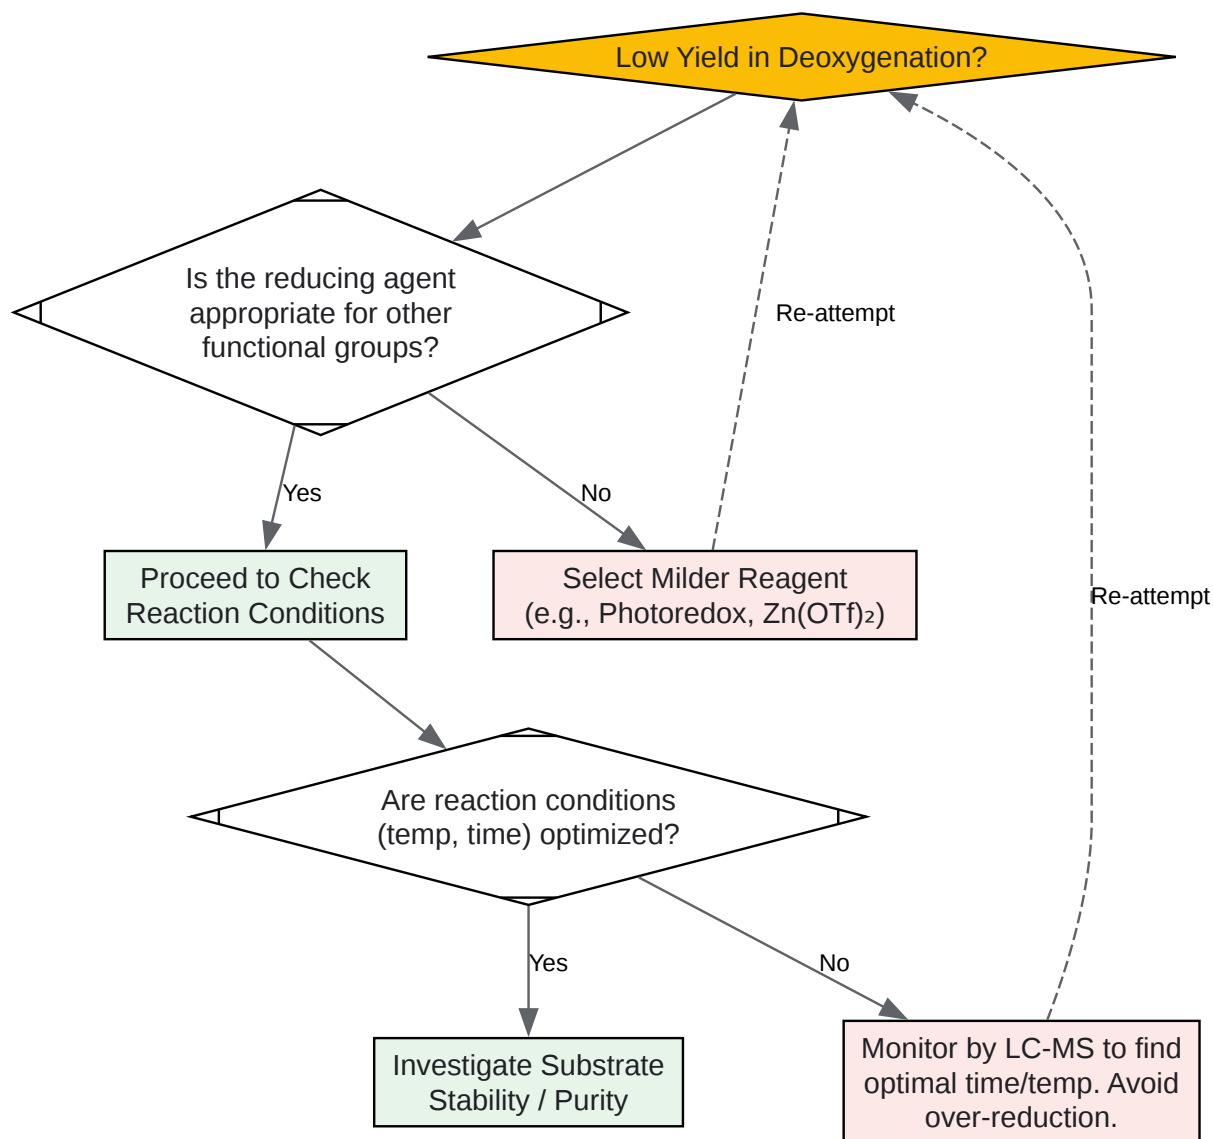 Low Yield in Deoxygenation?
Is the reducing agent
appropriate for other
functional groups?
Re-attempt
Yes
No
Proceed to Check
Reaction Conditions
Select Milder Reagent
(e.g., Photoredox, Zn(OTf)₂)
Re-attempt
Are reaction conditions
(temp, time) optimized?
Yes
No
Investigate Substrate
Stability / Purity
Monitor by LC-MS to find
optimal time/temp. Avoid
over-reduction.